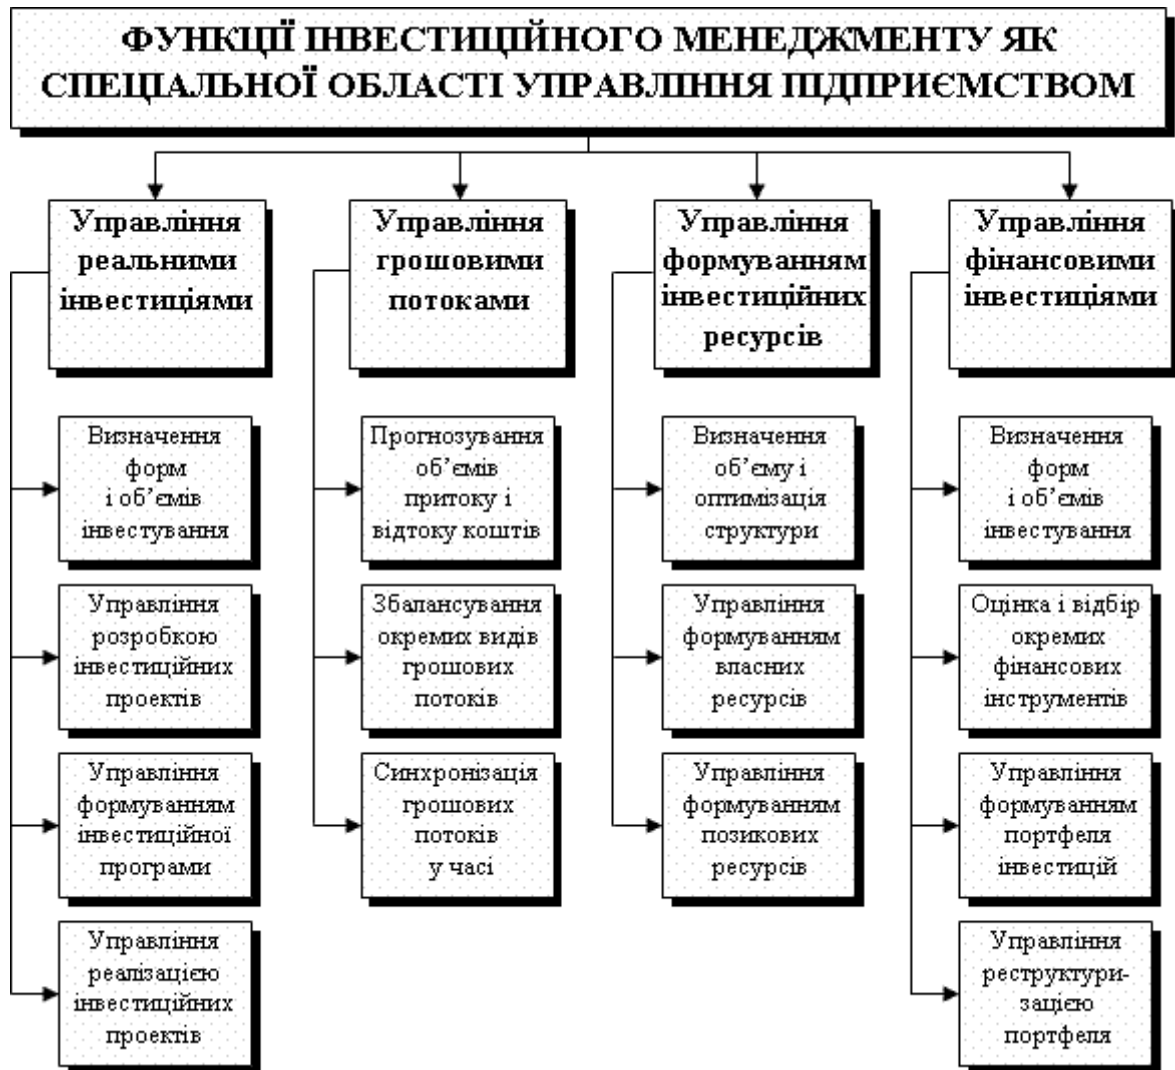 ФУНКЦІЇ ІНВЕСТИЦІЙНОГО МЕНЕДЖМЕНТУ ЯК
СПЕЦІАЛЬНОЇ ОБЛАСТІ УПРАВЛІННЯ ПІДПРИЄМСТВОМ
Управління
реальними
інвестиціями
Визначення
форм
і об’ємів
інвестування
Управління
розробкою
інвестиційних
проектів
Управління
формуванням
інвестиційної
програми
Управління
реалізацією
інвестиційних
проектів
Управління
грошовими
потоками
Прогнозування
об’ємів
притоку і
відтоку коштів
Збалансування
окремих видів
грошових
потоків
Синхронізація
грошових
потоків
у часі
Управління
формуванням
інвестиційних
ресурсів
Визначення
об’єму і
оптимізація
структури
Управління
формуванням
власних
ресурсів
Управління
формуванням
позикових
ресурсів
Управління
фінансовими
інвестиціями
Визначення
форм
і об’ємів
інвестування
Оцінка і відбір
окремих
фінансових
інструментів
Управління
формуванням
портфеля
інвестицій
Управління
реструктури-
зацією
портфеля